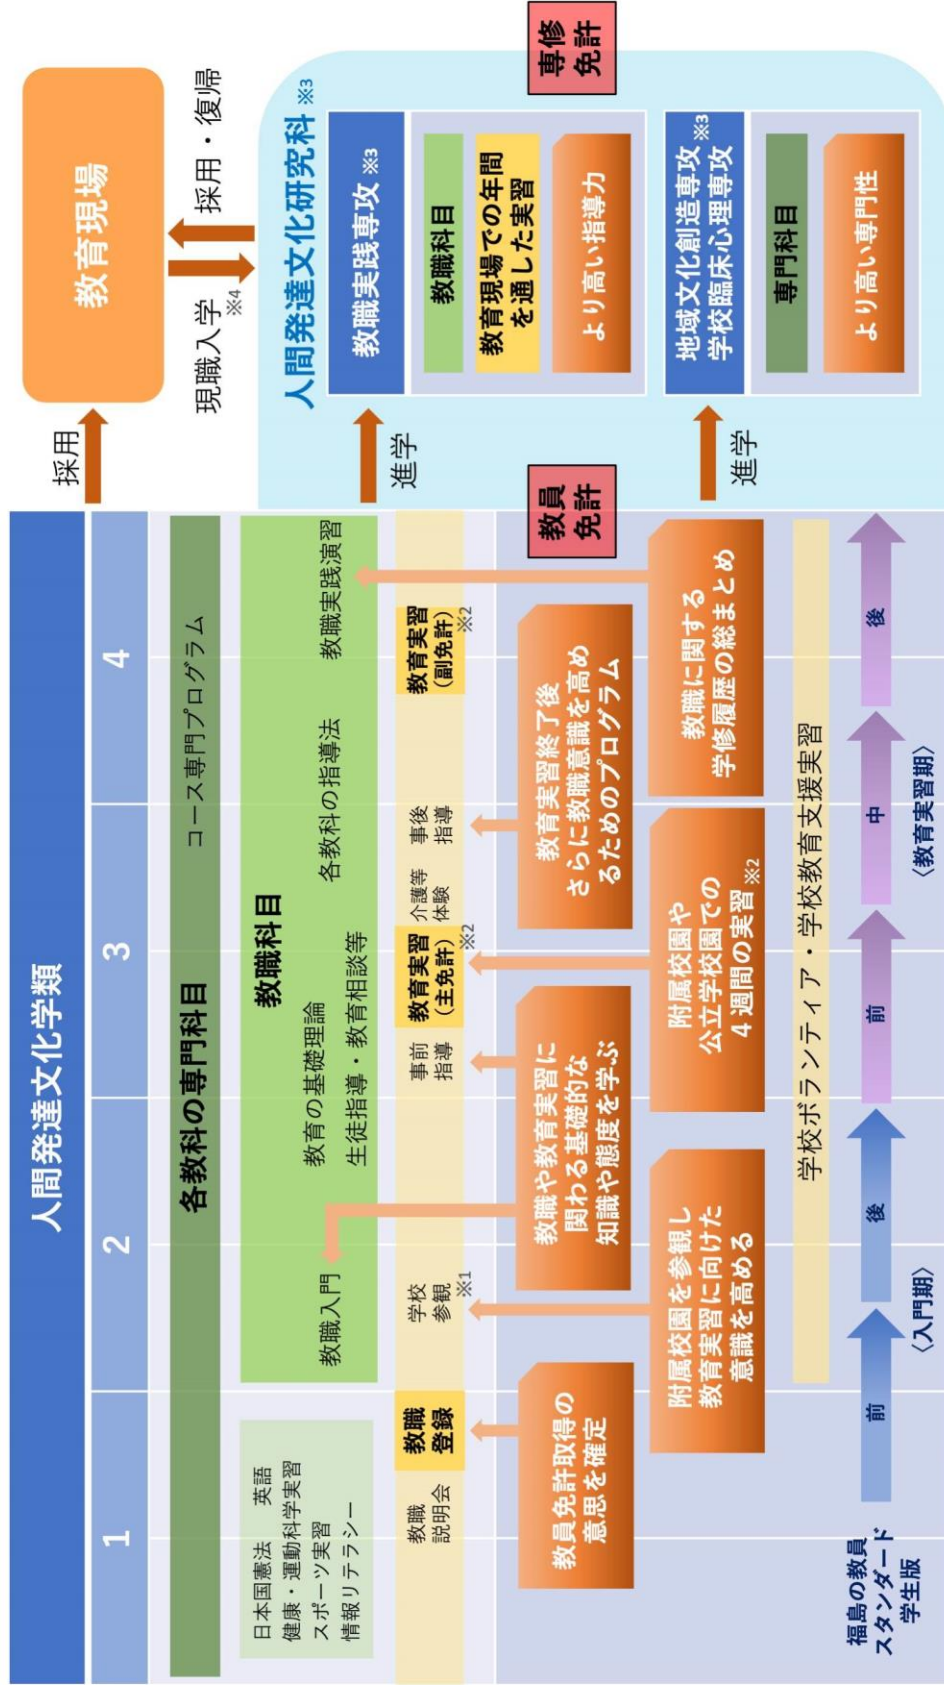 人間発達文化学類
1
2
3
4
各教科の専門科目
コース専門プログラム
日本国憲法　英語
健康・運動科学実習
スポーツ実習
情報リテラシー
教職科目
教職入門
教育の基礎理論
生徒指導・教育相談等
各教科の指導法
教職実践演習
教職
説明会
教職
登録
学校
参観
※1
事前
指導
教育実習
（主免許）
※2
介護等
体験
事後
指導
教育実習
（副免許）
※2
教員免許取得の
意思を確定
教職や教育実習に
関わる基礎的な
知識や態度を学ぶ
教育実習終了後
さらに教職意識を高め
るためのプログラム
附属校園を参観し
教育実習に向けた
意識を高める
附属校園や
公立学校園での
4週間の実習※2
教職に関する
学修履歴の総まとめ
学校ボランティア・学校教育支援実習
福島の教員
スタンダード
学生版
前
後
前
中
後
〈入門期〉
〈教育実習期〉
教員
免許
採用
教育現場
現職入学
※4
採用・復帰
人間発達文化研究科 ※3
進学
教職実践専攻 ※3
教職科目
教育現場での年間
を通した実習
より高い指導力
進学
地域文化創造専攻
学校臨床心理専攻 ※3
専門科目
より高い専門性
専修
免許